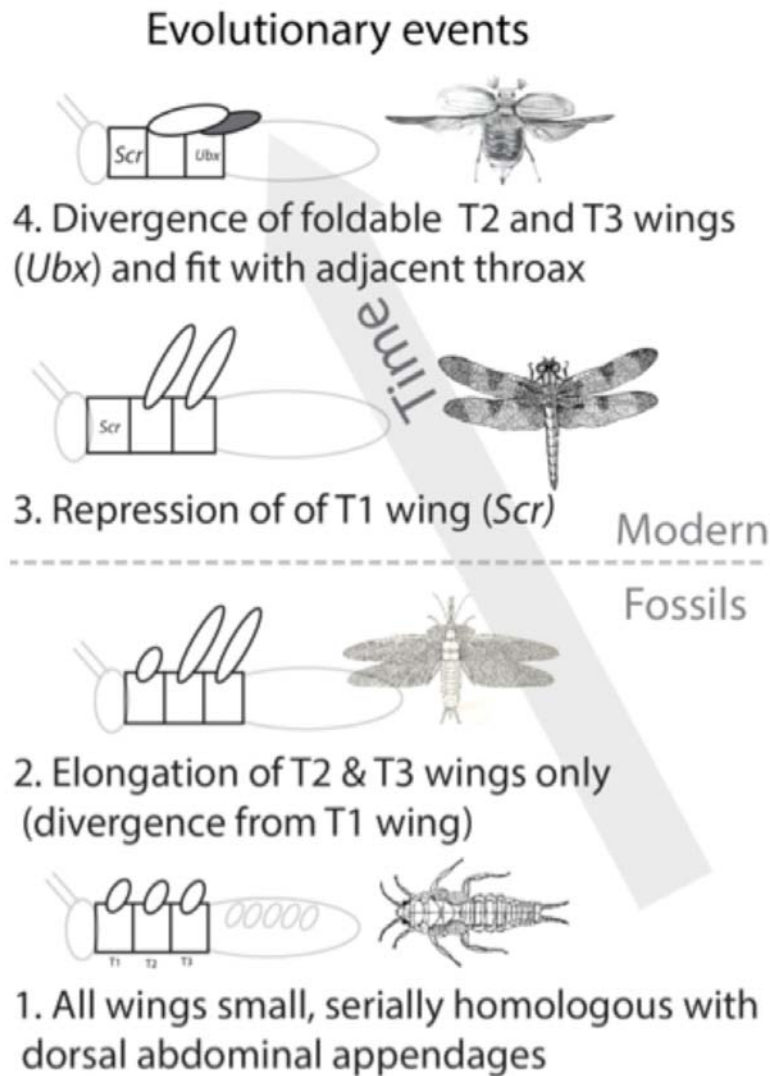 Evolutionary events
Scr
Ubx
4. Divergence of foldable T2 and T3 wings
(Ubx) and fit with adjacent throax
Time
Scr
3. Repression of of T1 wing (Scr)
Modern
Fossils
2. Elongation of T2 & T3 wings only
(divergence from T1 wing)
T1 T2 T3
1. All wings small, serially homologous with
dorsal abdominal appendages